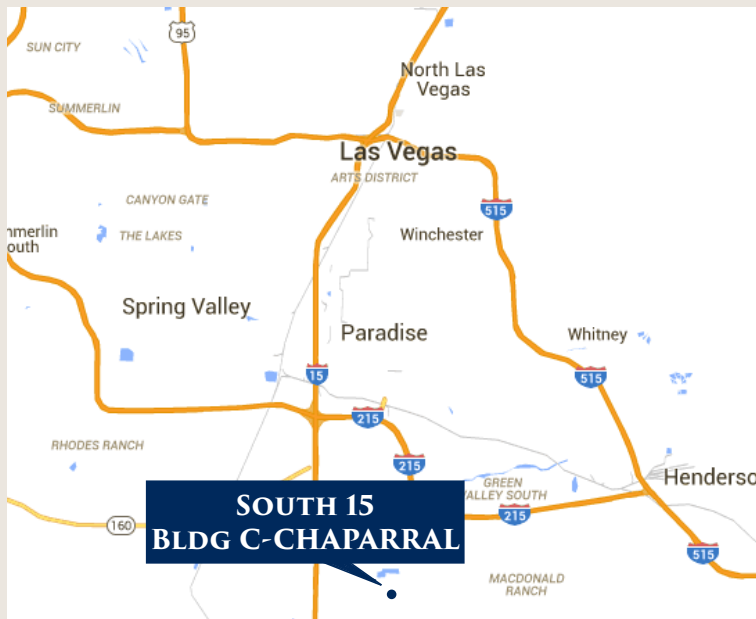 95
SUN CITY
North Las
Vegas
SUMMERLIN
Las Vegas
ARTS DISTRICT
CANYON GATE
515
nmerlin
outh
THE LAKES
Winchester
Spring Valley
Paradise
Whitney
15
515
215
RHODES RANCH
215
Henderso
GREEN
VALLEY SOUTH
SOUTH 15
BLDG C-CHAPARRAL
160
215
515
MACDONALD
RANCH